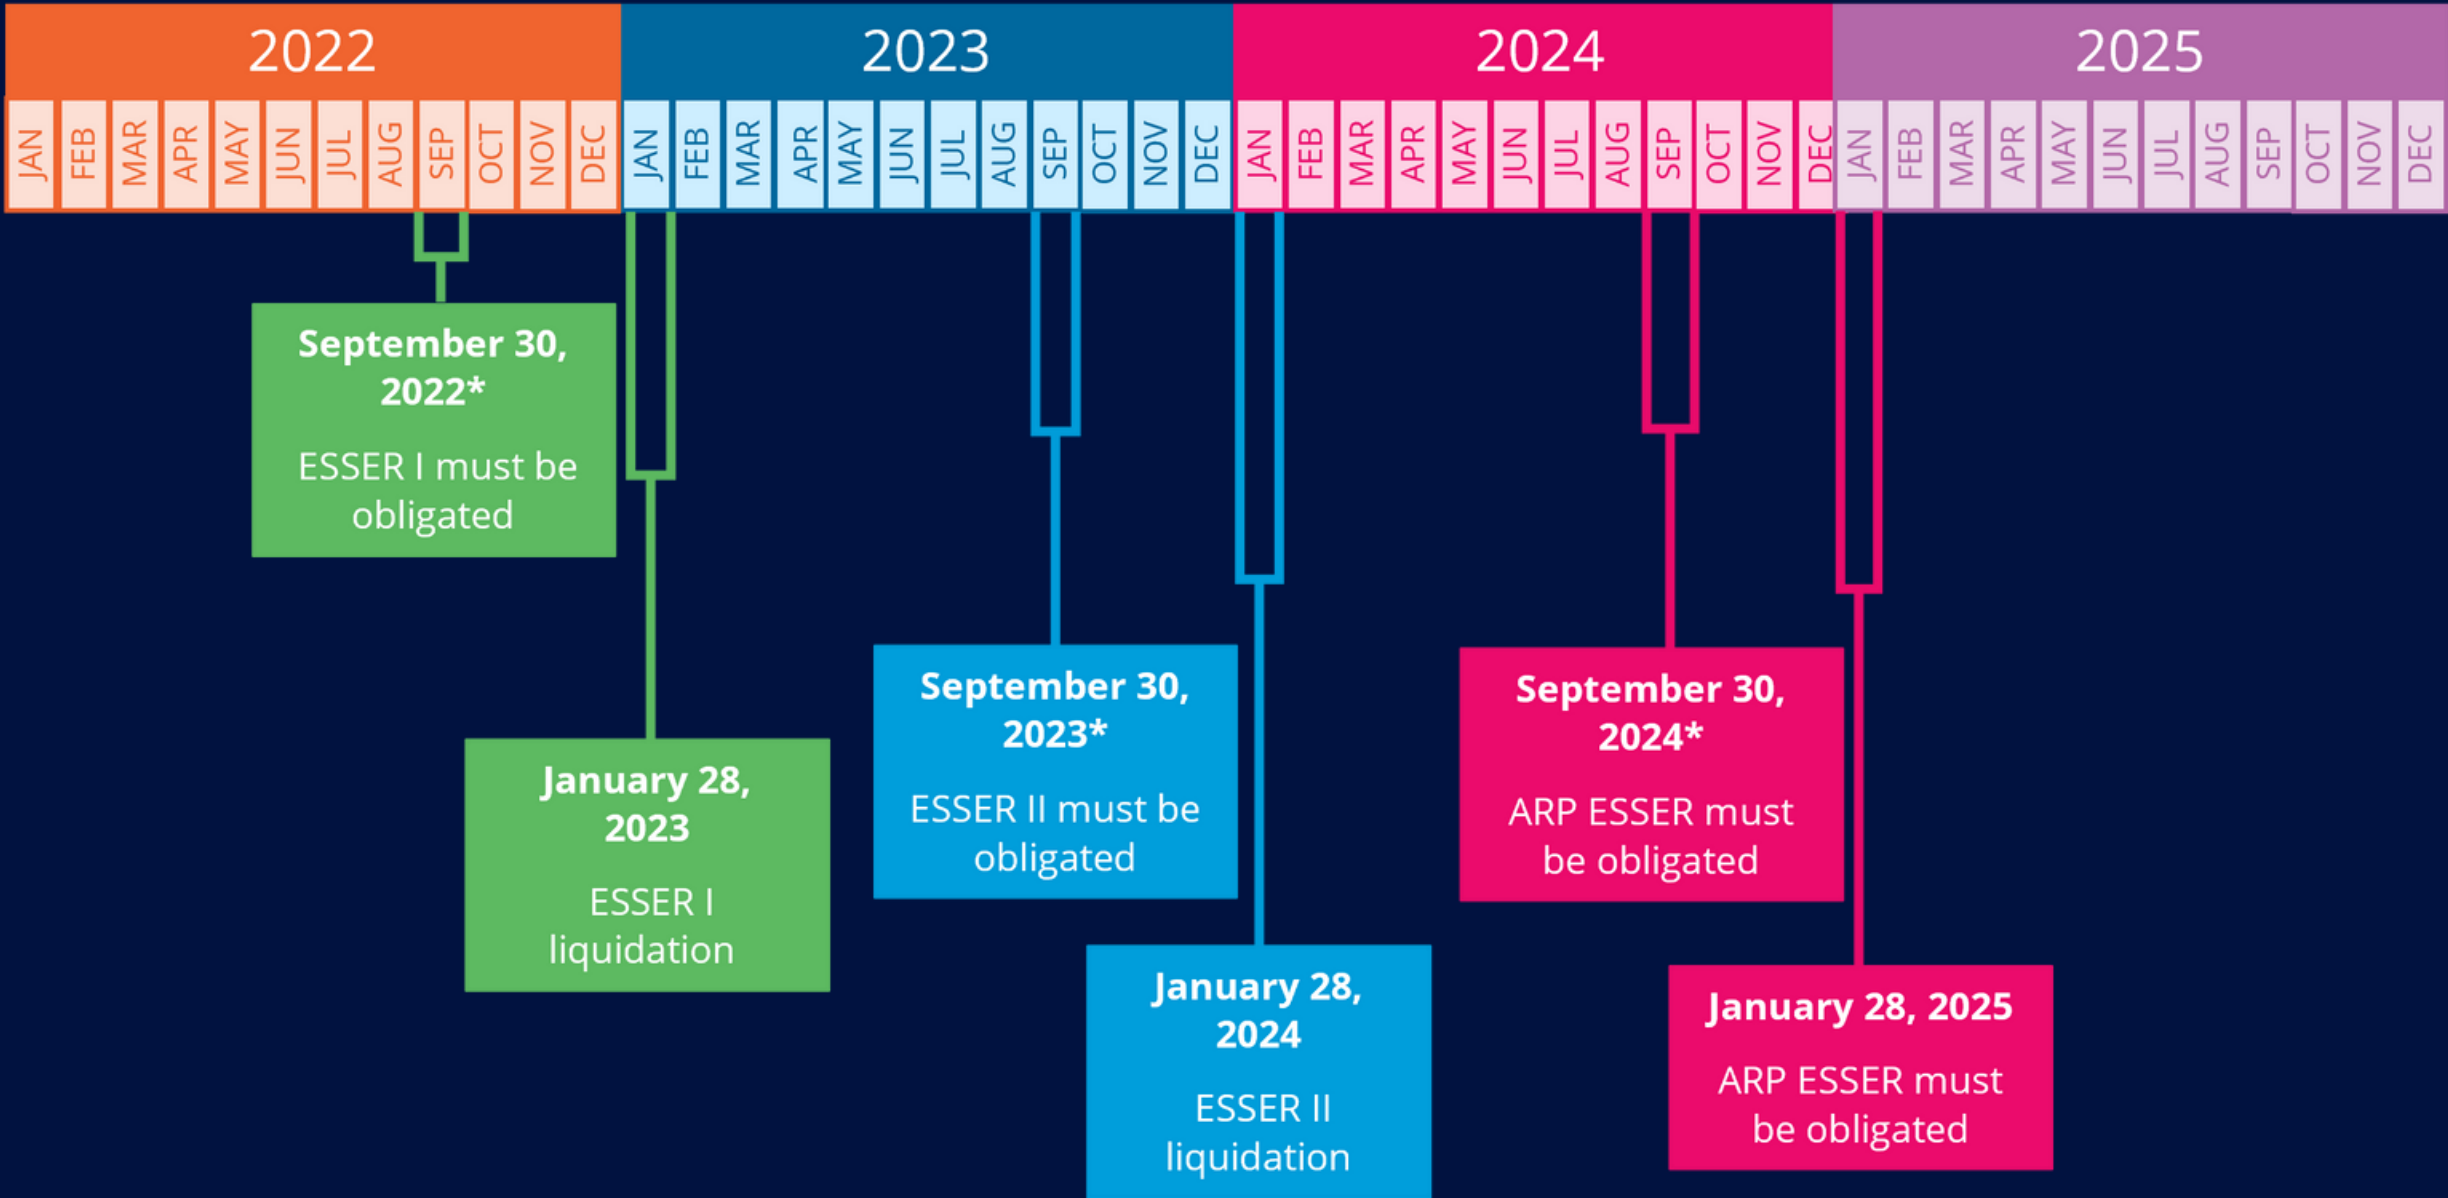 2022 2023 2024 2025
JAN FEB MAR APR MAY JUN JUL AUG SEP OCT NOV DEC JAN FEB MAR APR MAY JUN JUL AUG SEP OCT NOV DEC JAN FEB MAR APR MAY JUN JUL AUG SEP OCT NOV DEC JAN FEB MAR APR MAY JUN JUL AUG SEP OCT NOV DEC
September 30,
2022*
ESSER I must be
obligated
January 28,
2023
ESSER I
liquidation
September 30,
2023*
ESSER II must be
obligated
January 28,
2024
ESSER II
liquidation
September 30,
2024*
ARP ESSER must
be obligated
January 28, 2025
ARP ESSER must
be obligated